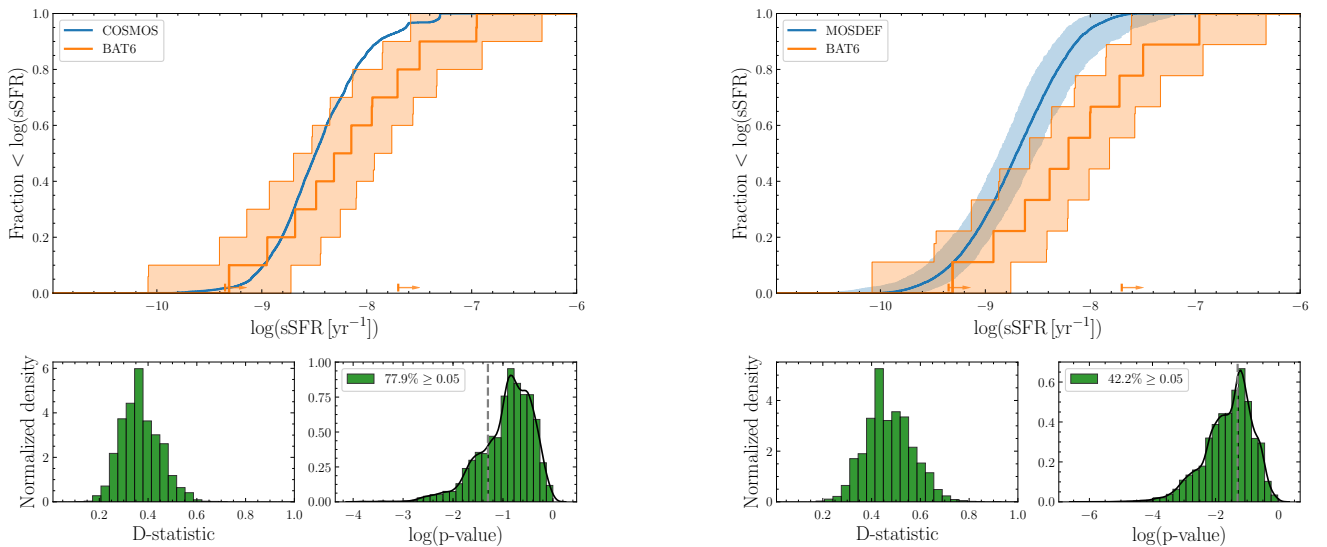 COSMOS
BAT6
Fraction < log(sSFR)
1.0
0.8
0.6
0.4
0.2
0.0
−10 −9 −8 −7 −6
log(sSFR [yr⁻¹])
MOSDEF
BAT6
Fraction < log(sSFR)
1.0
0.8
0.6
0.4
0.2
0.0
−10 −9 −8 −7 −6
log(sSFR [yr⁻¹])
Normalized density
6
4
2
0
0.2 0.4 0.6 0.8 1.0
D-statistic
77.9% ≥ 0.05
1.00
0.75
0.50
0.25
0.00
−4 −3 −2 −1 0
log(p-value)
Normalized density
4
2
0
0.2 0.4 0.6 0.8 1.0
D-statistic
42.2% ≥ 0.05
0.6
0.4
0.2
0.0
−6 −4 −2 0
log(p-value)